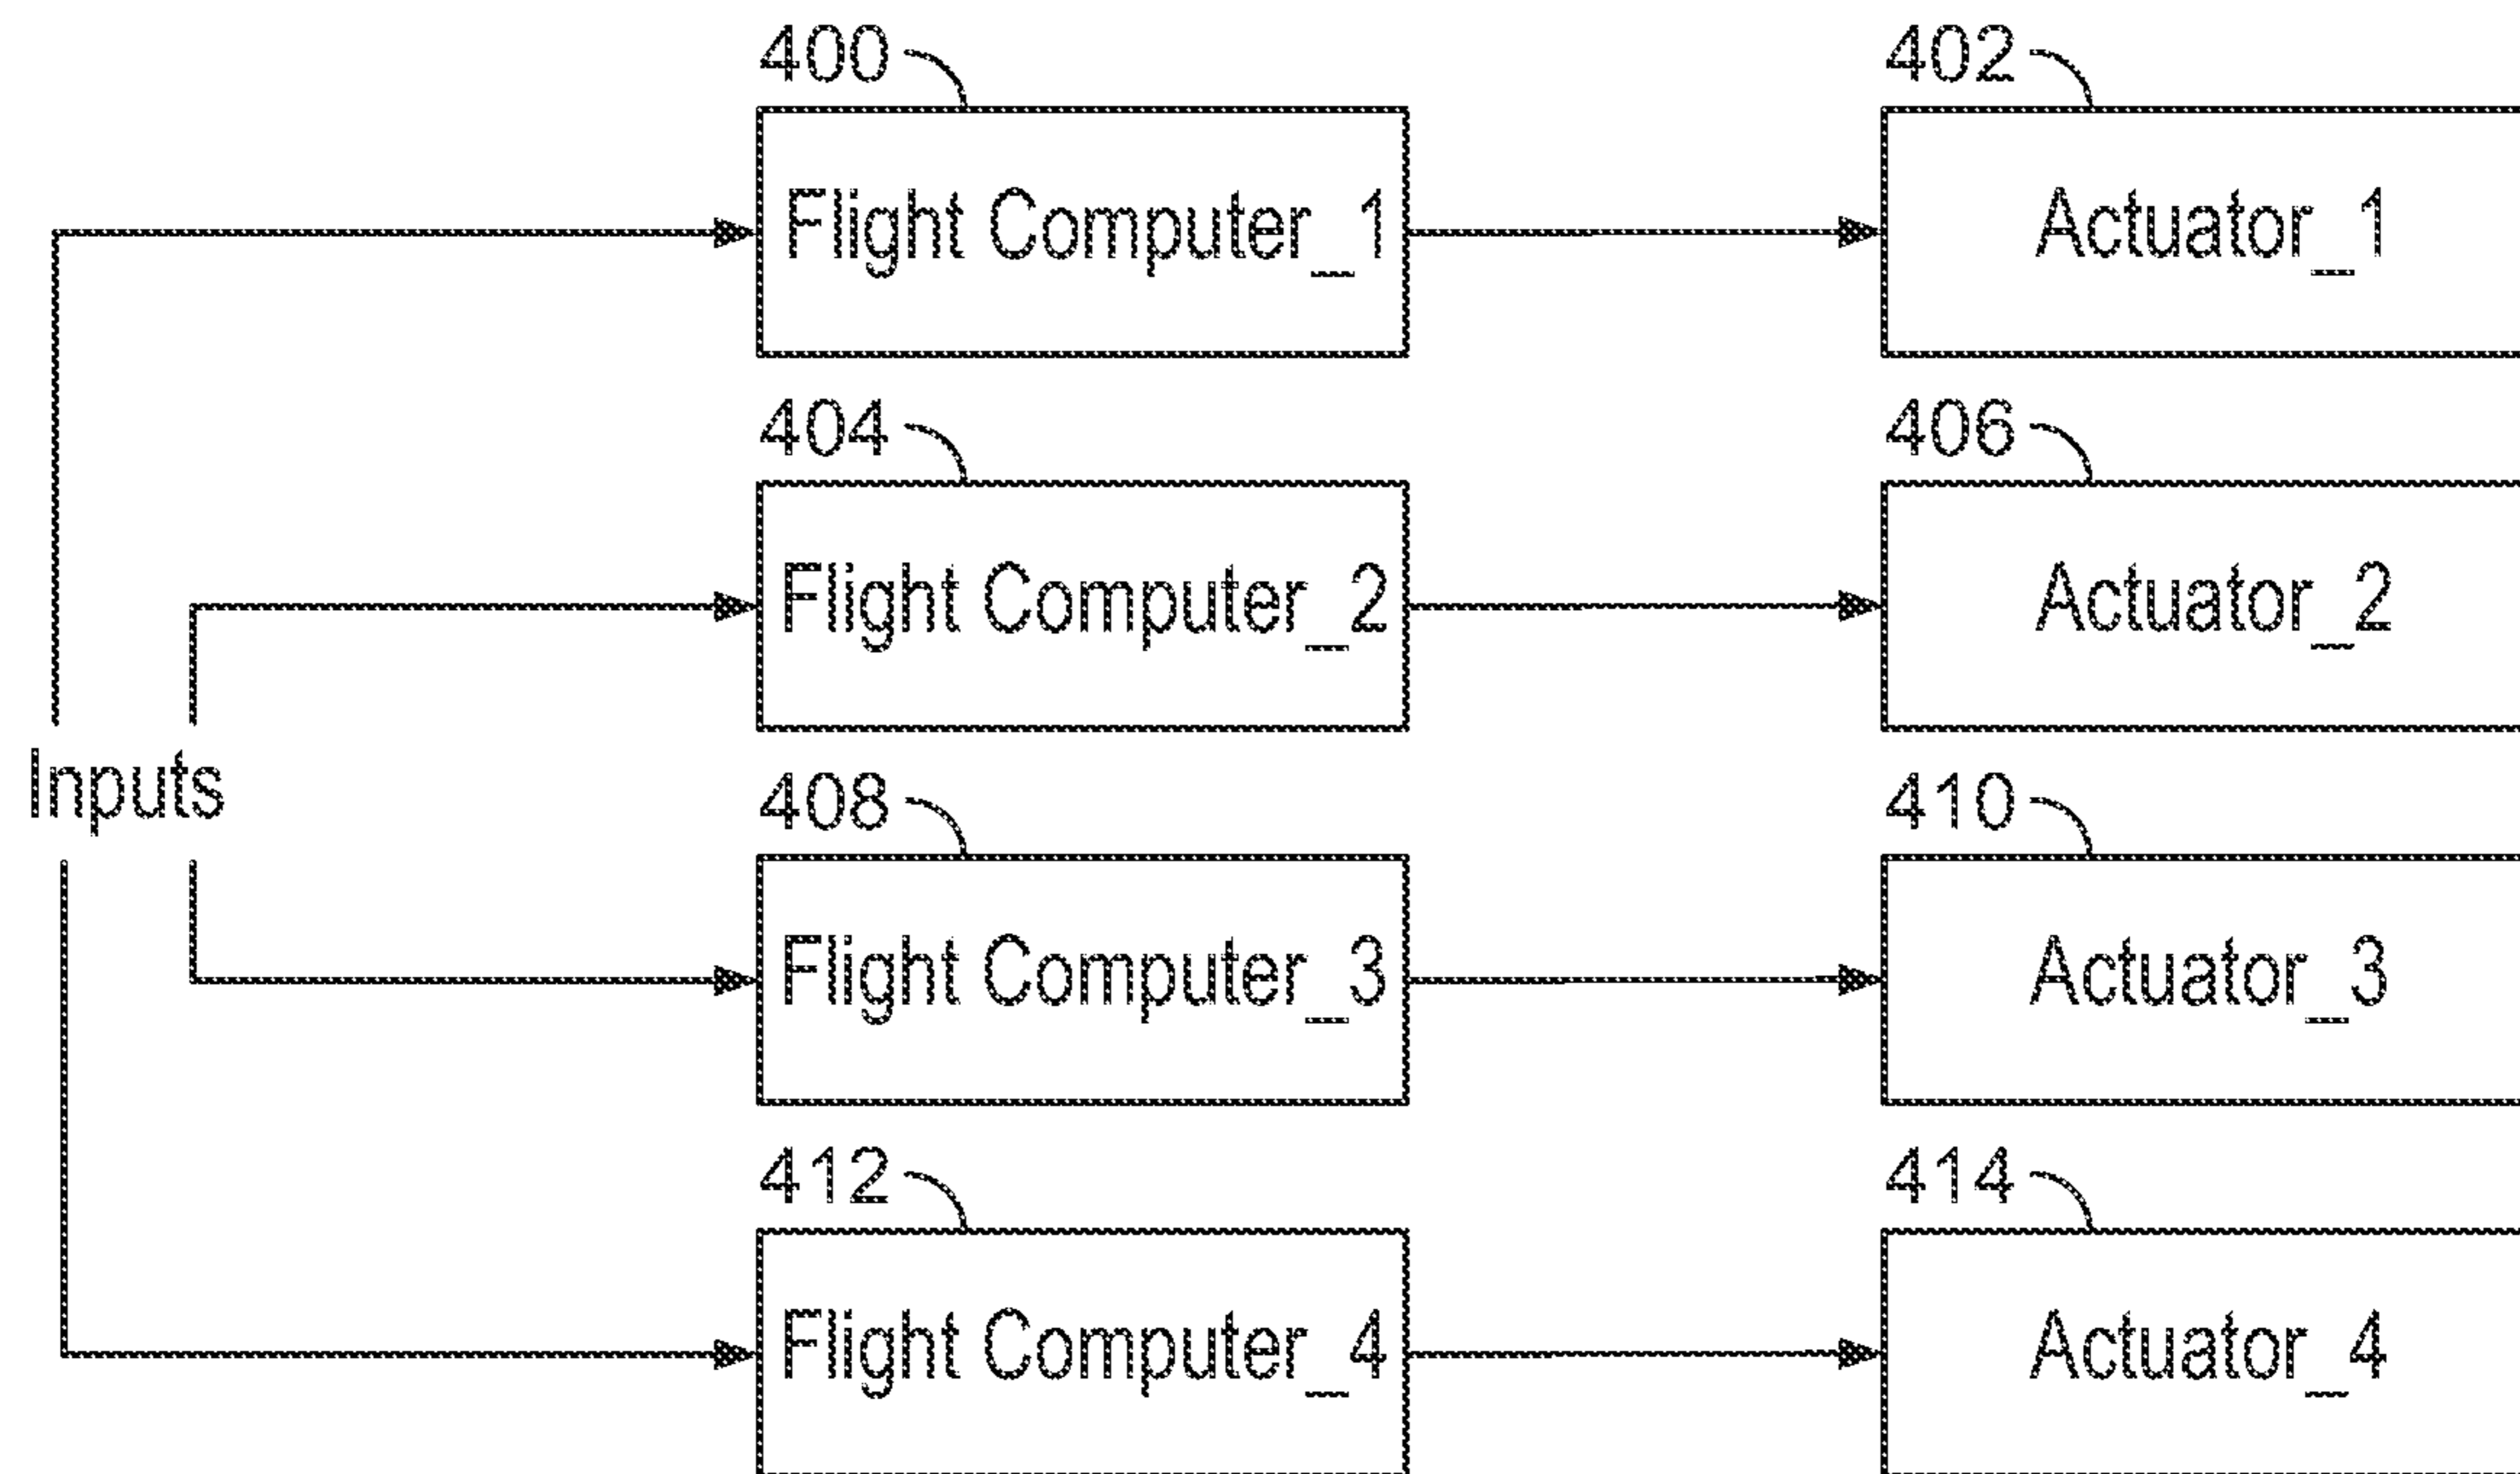 400 402
Flight Computer_1 Actuator_1
404 406
Flight Computer_2 Actuator_2
Inputs
408 410
Flight Computer_3 Actuator_3
412 414
Flight Computer_4 Actuator_4